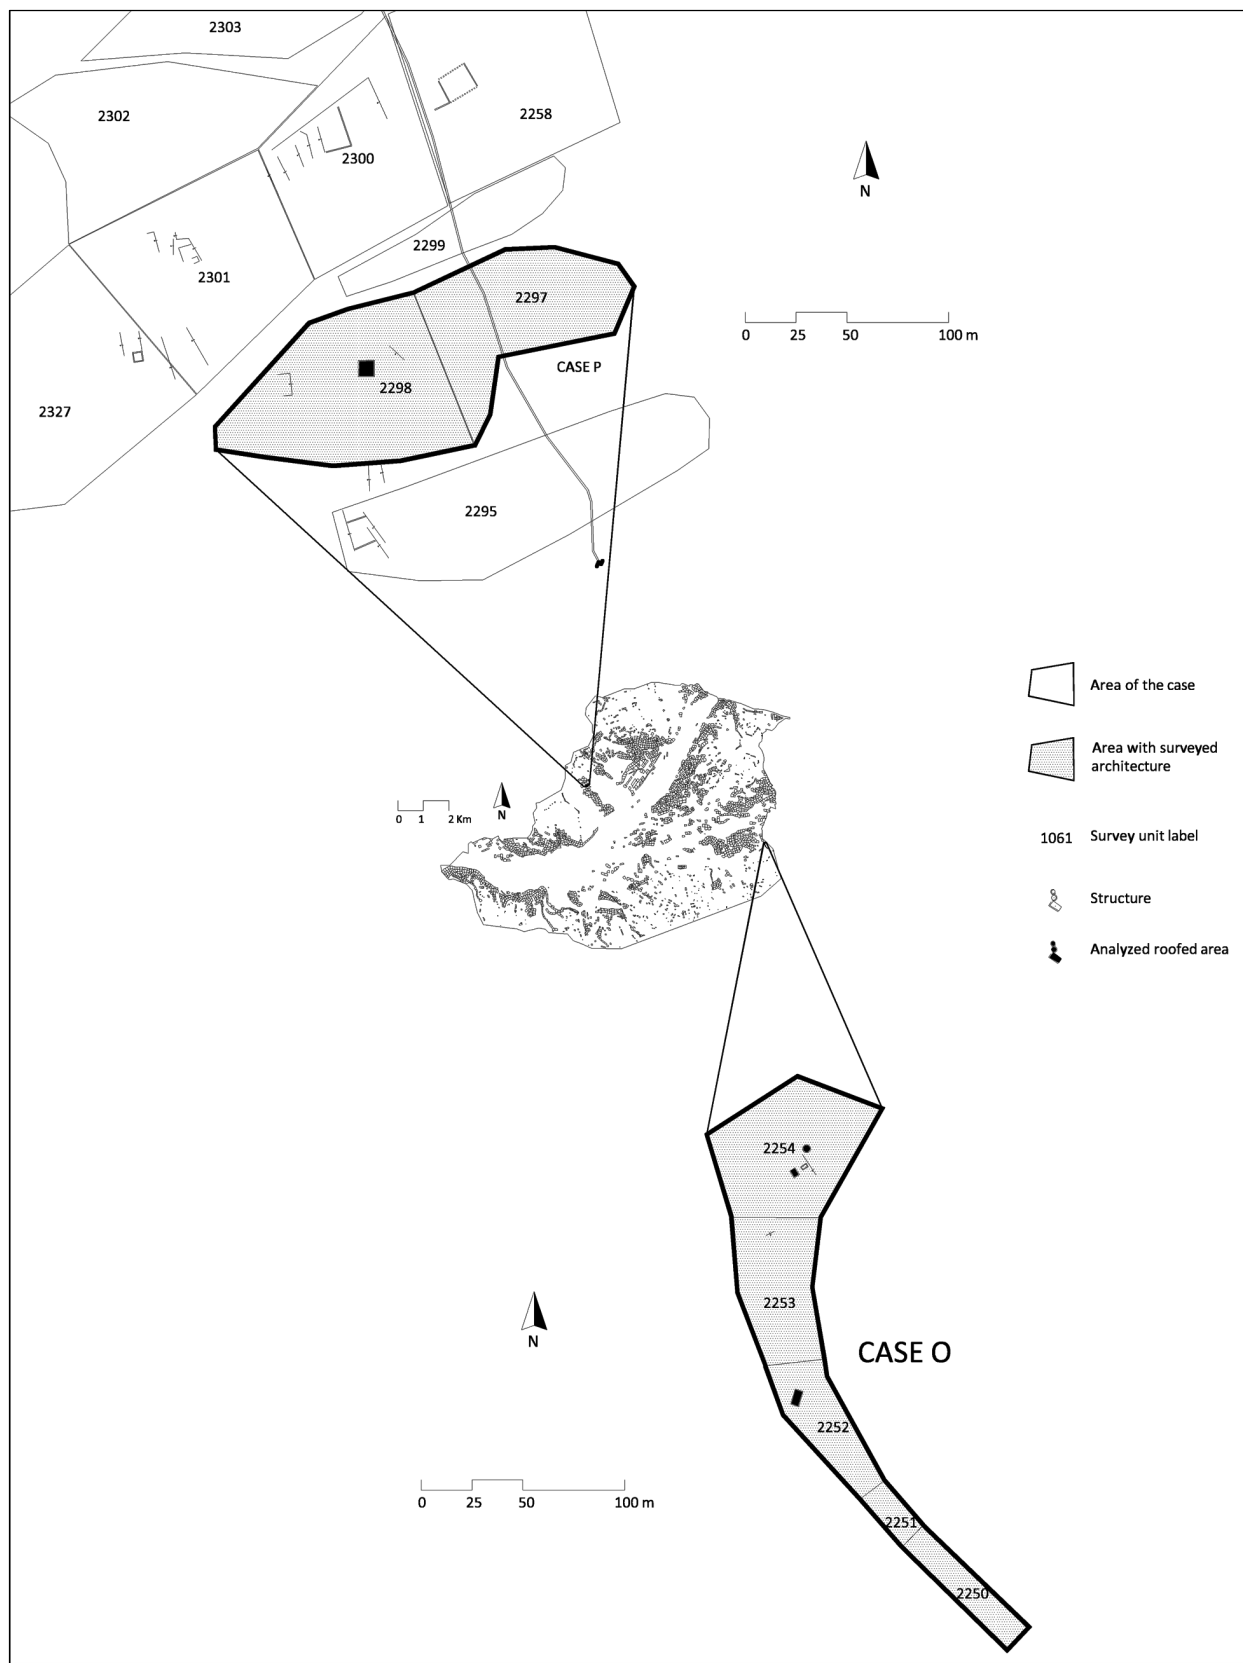 2303
2302
2258
2300
N
2299
2301
2297
0 25 50 100 m
CASE P
2298
2327
2295
Area of the case
Area with surveyed
architecture
N
0 1 2 Km
1061 Survey unit label
Structure
Analyzed roofed area
2254
2253
N
CASE O
2252
0 25 50 100 m
2251
2250